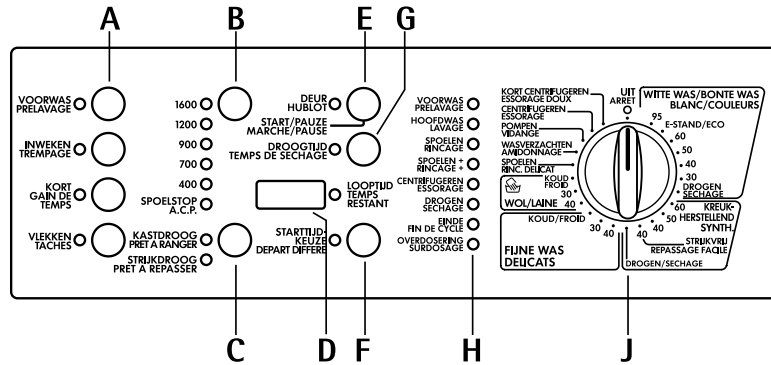 A
B
E
G
VOORWAS
PRELAVAGE
INWEKEN
TREMPAGE
KORT
GAIN DE
TEMPS
VLEKKEN
TACHES
1600
1200
900
700
400
SPOELSTOP
A.C.P.
KASTDROOG
PRET A RANGER
STRIJKDROOG
PRET A REPASSER
DEUR
HUBLOT
START/PAUZE
MARCHE/PAUSE
DROOGTIJD
TEMPS DE SECHAGE
LOOPTIJD
TEMPS
RESTANT
STARTTIJD-
KEUZE
DEPART DIFFERE
VOORWAS
PRELAVAGE
HOOFDWAS
LAVAGE
SPOELEN
RINCAGE
SPOELEN +
RINCAGE +
CENTRIFUGEREN
ESSORAGE
DROGEN
SECHAGE
EINDE
FIN DE CYCLE
OVERDOSERING
SURDOSAGE
KORT CENTRIFUGEREN
ESSORAGE DOUX
CENTRIFUGEREN
ESSORAGE
POMPEN
VIDANGE
WASVERZACHTEN
AMIDONNAGE
SPOELEN
RINC. DELICAT
KOUD
FROID
30
40
WOL/LAINE
KOUD/FROID
30
40
FIJNE WAS
DELICATS
UIT
ARRET
WITTE WAS/BONTE WAS
BLANC/COULEURS
95
E-STAND/ECO
60
50
40
30
DROGEN
SECHAGE
KREUK-
HERSTELLEND
SYNTH.
60
50
40
40
STRIJKVRIJ
REPASSAGE FACILE
DROGEN/SECHAGE
C
D
F
H
J